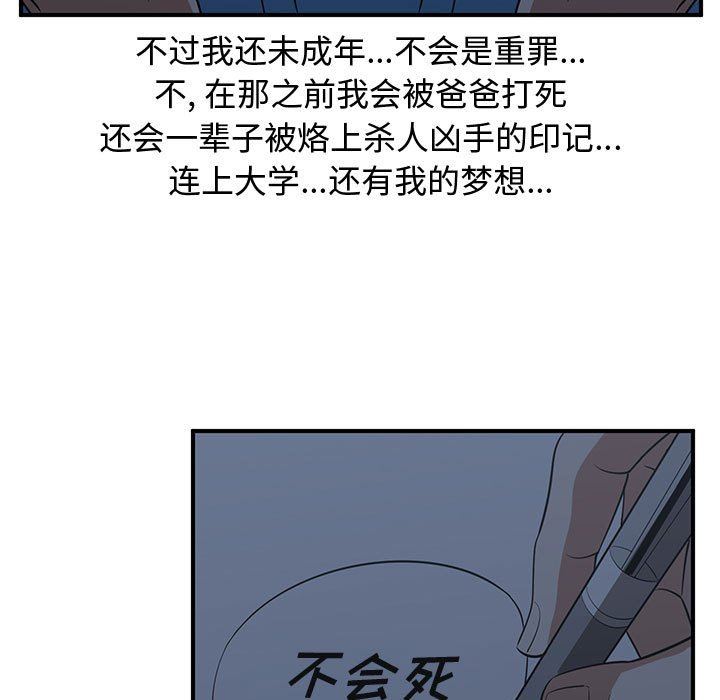 不过我还未成年...不会是重罪...
不, 在那之前我会被爸爸打死
还会一辈子被烙上杀人凶手的印记...
连上大学...还有我的梦想...
不会死